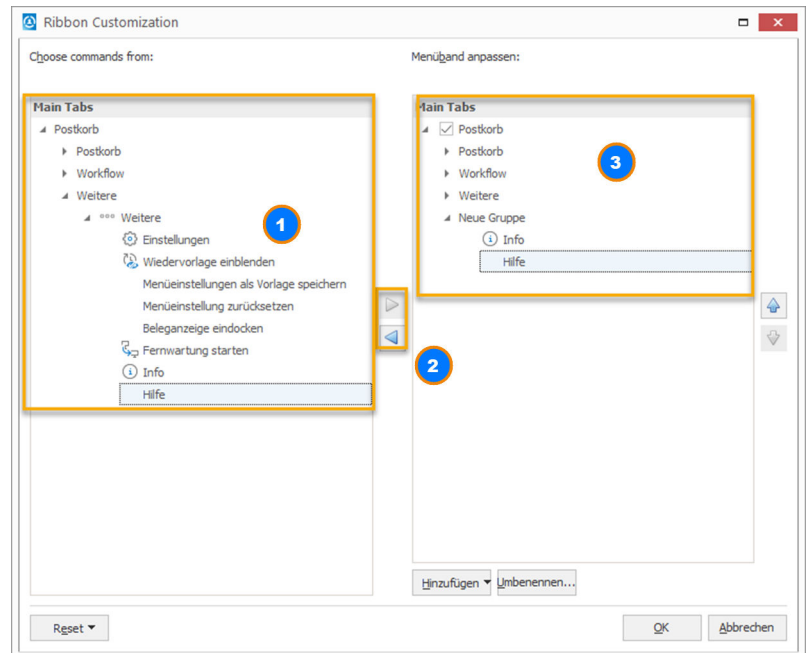 Ribbon Customization
Choose commands from:
Menüband anpassen:
Main Tabs
Postkorb
Postkorb
Workflow
Weitere
Weitere
Einstellungen
Wiedervorlage einblenden
Menüeinstellungen als Vorlage speichern
Menüeinstellung zurücksetzen
Beleganzeige eindocken
Fernwartung starten
Info
Hilfe
1
2
Main Tabs
Postkorb
Postkorb
Workflow
Weitere
Neue Gruppe
Info
Hilfe
3
Hinzufügen
Umbenennen...
Reset
OK
Abbrechen